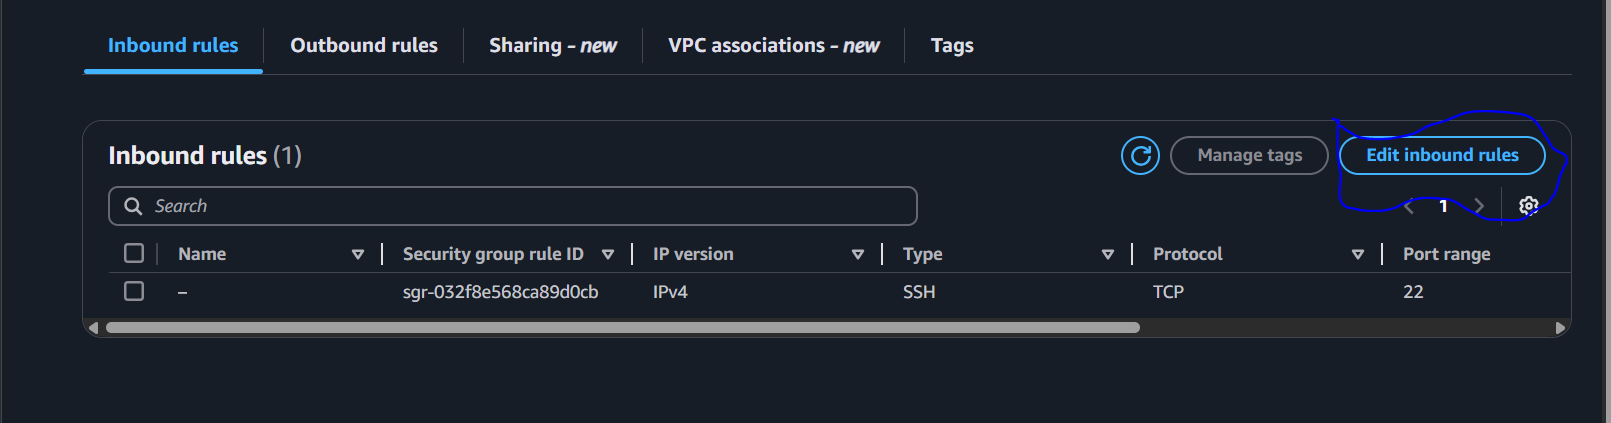 Inbound rules Outbound rules Sharing - new VPC associations - new Tags
Inbound rules (1) Manage tags Edit inbound rules
Search 1
Name Security group rule ID IP version Type Protocol Port range
– sgr-032f8e568ca89d0cb IPv4 SSH TCP 22